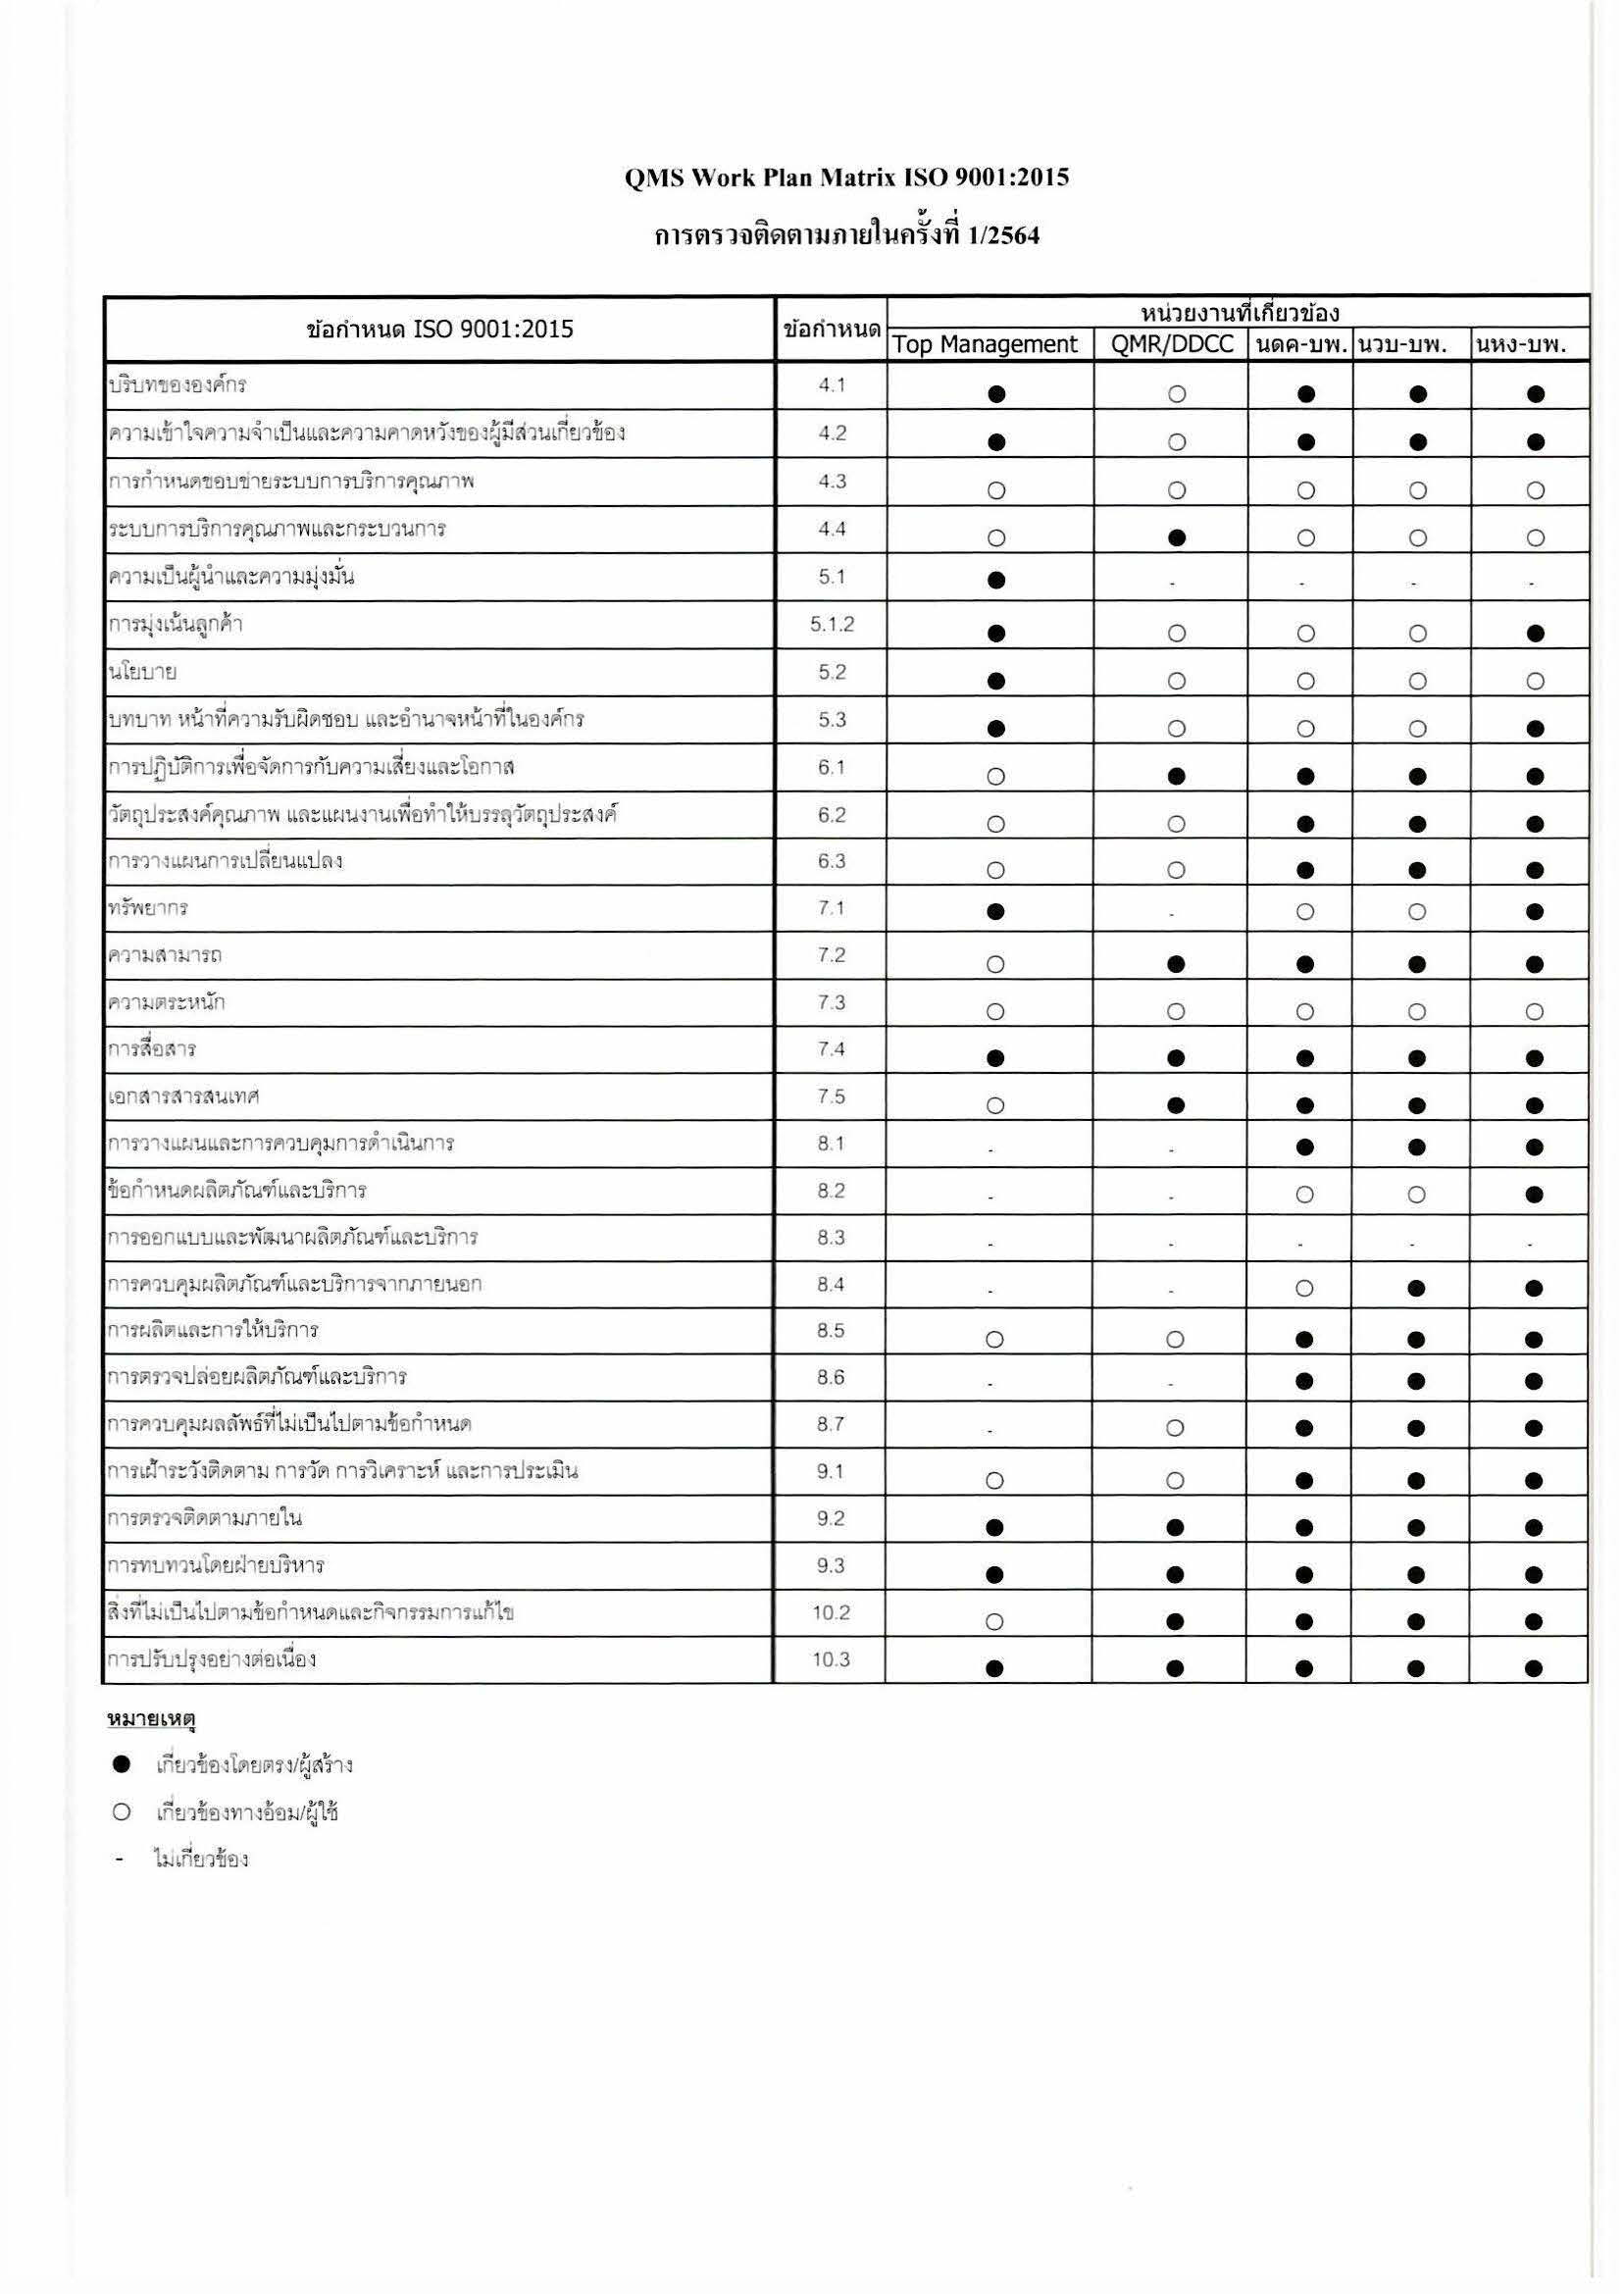 QMS Work Plan Matrix ISO 9001:2015
การตรวจติดตามภายในครั้งที่ 1/2564
ข้อกำหนด ISO 9001:2015 ข้อกำหนด หน่วยงานที่เกี่ยวข้อง
Top Management QMR/DDCC นดค-บพ. นวบ-บพ. นหง-บพ.
บริบทขององค์กร 4.1 ● ○ ● ● ●
ความเข้าใจความจำเป็นและความคาดหวังของผู้มีส่วนเกี่ยวข้อง 4.2 ● ○ ● ● ●
การกำหนดขอบข่ายระบบการบริการคุณภาพ 4.3 ○ ○ ○ ○ ○
ระบบการบริการคุณภาพและกระบวนการ 4.4 ○ ● ○ ○ ○
ความเป็นผู้นำและความมุ่งมั่น 5.1 ● - - - -
การมุ่งเน้นลูกค้า 5.1.2 ● ○ ○ ○ ●
นโยบาย 5.2 ● ○ ○ ○ ○
บทบาท หน้าที่ความรับผิดชอบ และอำนาจหน้าที่ในองค์กร 5.3 ● ○ ○ ○ ●
การปฏิบัติการเพื่อจัดการกับความเสี่ยงและโอกาส 6.1 ○ ● ● ● ●
วัตถุประสงค์คุณภาพ และแผนงานเพื่อทำให้บรรลุวัตถุประสงค์ 6.2 ○ ○ ● ● ●
การวางแผนการเปลี่ยนแปลง 6.3 ○ ○ ● ● ●
ทรัพยากร 7.1 ● - ○ ○ ●
ความสามารถ 7.2 ○ ● ● ● ●
ความตระหนัก 7.3 ○ ○ ○ ○ ○
การสื่อสาร 7.4 ● ● ● ● ●
เอกสารสารสนเทศ 7.5 ○ ● ● ● ●
การวางแผนและการควบคุมการดำเนินการ 8.1 - - ● ● ●
ข้อกำหนดผลิตภัณฑ์และบริการ 8.2 - - ○ ○ ●
การออกแบบและพัฒนาผลิตภัณฑ์และบริการ 8.3 - - - - -
การควบคุมผลิตภัณฑ์และบริการจากภายนอก 8.4 - - ○ ● ●
การผลิตและการให้บริการ 8.5 ○ ○ ● ● ●
การตรวจปล่อยผลิตภัณฑ์และบริการ 8.6 - - ● ● ●
การควบคุมผลลัพธ์ที่ไม่เป็นไปตามข้อกำหนด 8.7 - ○ ● ● ●
การเฝ้าระวังติดตาม การวัด การวิเคราะห์ และการประเมิน 9.1 ○ ○ ● ● ●
การตรวจติดตามภายใน 9.2 ● ● ● ● ●
การทบทวนโดยฝ่ายบริหาร 9.3 ● ● ● ● ●
สิ่งที่ไม่เป็นไปตามข้อกำหนดและกิจกรรมการแก้ไข 10.2 ○ ● ● ● ●
การปรับปรุงอย่างต่อเนื่อง 10.3 ● ● ● ● ●
หมายเหตุ
● เกี่ยวข้องโดยตรง/ผู้สร้าง
○ เกี่ยวข้องทางอ้อม/ผู้ใช้
- ไม่เกี่ยวข้อง